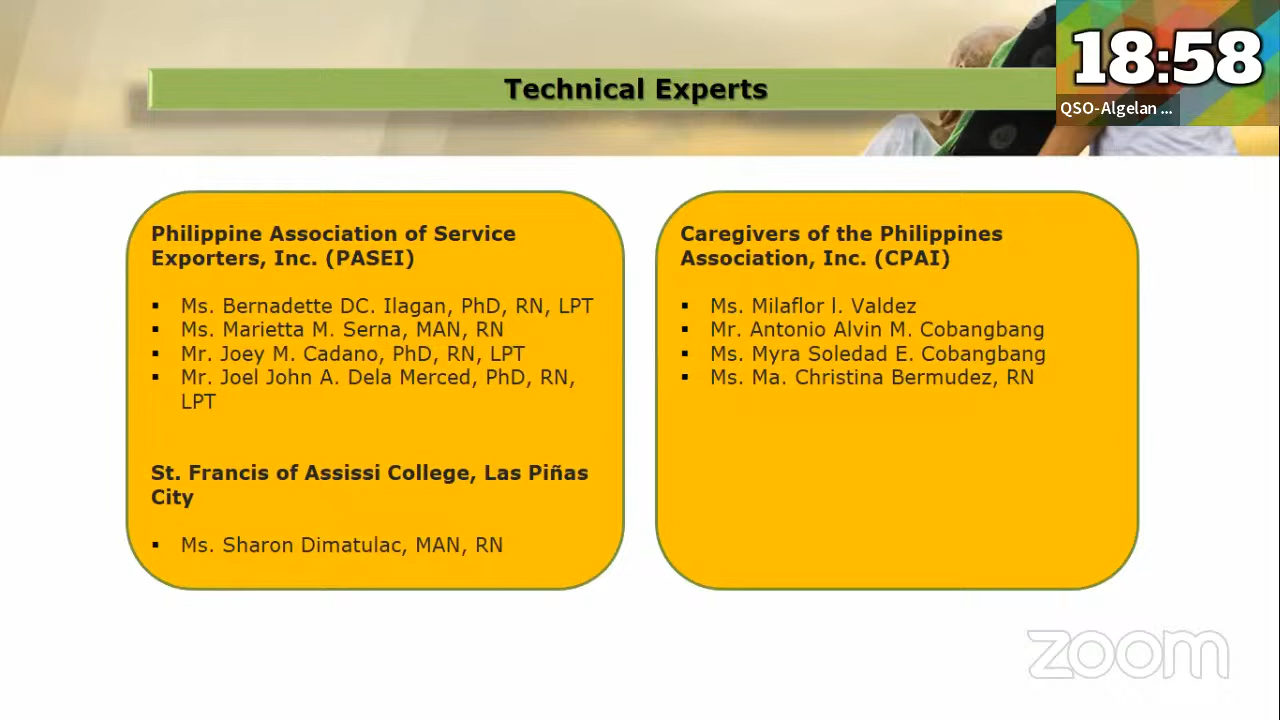 Technical Experts
18:58
QSO-Algelan ...
Philippine Association of Service
Exporters, Inc. (PASEI)
▪ Ms. Bernadette DC. Ilagan, PhD, RN, LPT
▪ Ms. Marietta M. Serna, MAN, RN
▪ Mr. Joey M. Cadano, PhD, RN, LPT
▪ Mr. Joel John A. Dela Merced, PhD, RN,
LPT
St. Francis of Assissi College, Las Piñas
City
▪ Ms. Sharon Dimatulac, MAN, RN
Caregivers of the Philippines
Association, Inc. (CPAI)
▪ Ms. Milaflor l. Valdez
▪ Mr. Antonio Alvin M. Cobangbang
▪ Ms. Myra Soledad E. Cobangbang
▪ Ms. Ma. Christina Bermudez, RN
zoom